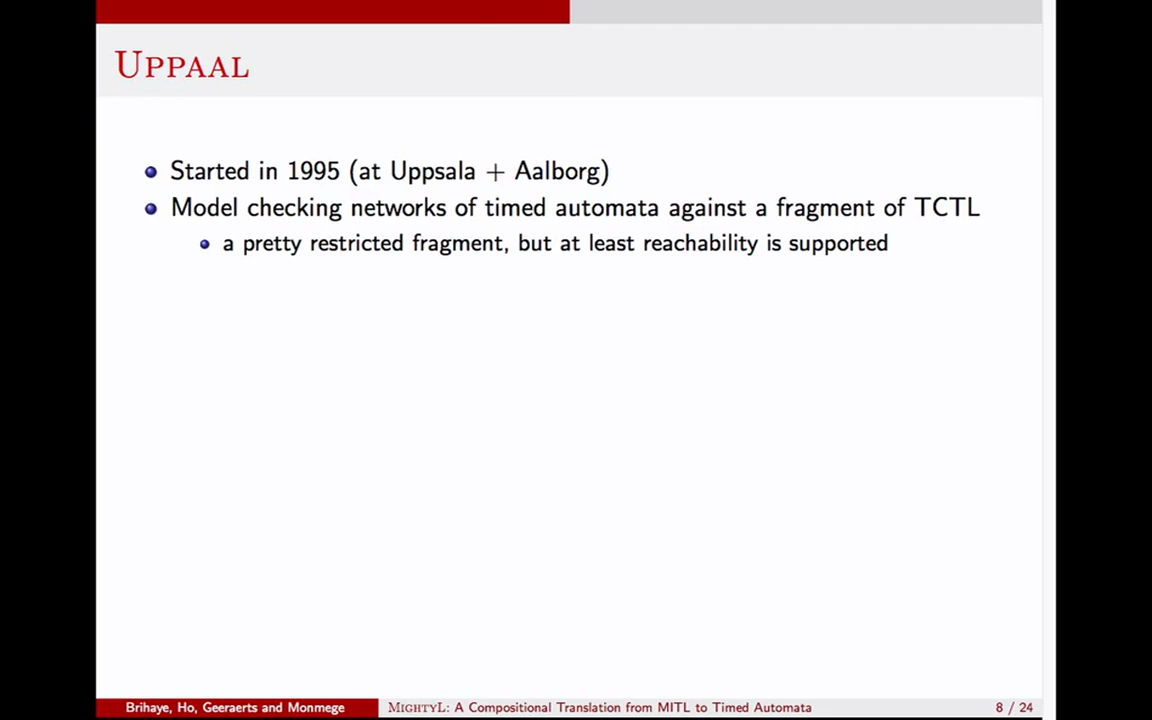 UPPAAL
Started in 1995 (at Uppsala + Aalborg)
Model checking networks of timed automata against a fragment of TCTL
a pretty restricted fragment, but at least reachability is supported
Brihaye, Ho, Geeraerts and Monmege
MIGHTYL: A Compositional Translation from MITL to Timed Automata
8 / 24